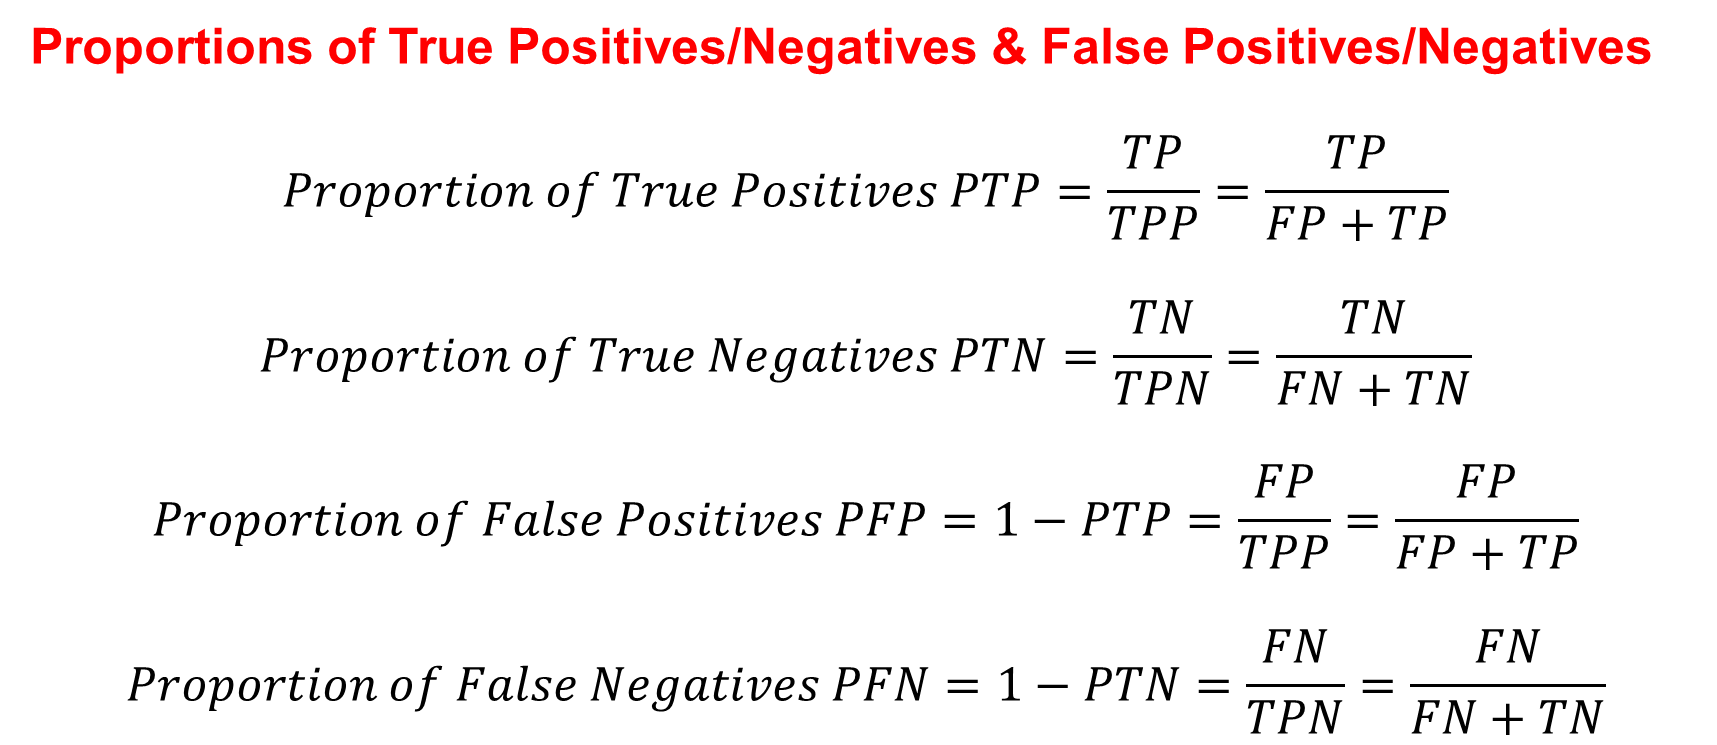 Proportions of True Positives/Negatives & False Positives/Negatives
Proportion of True Positives PTP = TP/TPP = TP/(FP + TP)
Proportion of True Negatives PTN = TN/TPN = TN/(FN + TN)
Proportion of False Positives PFP = 1 − PTP = FP/TPP = FP/(FP + TP)
Proportion of False Negatives PFN = 1 − PTN = FN/TPN = FN/(FN + TN)